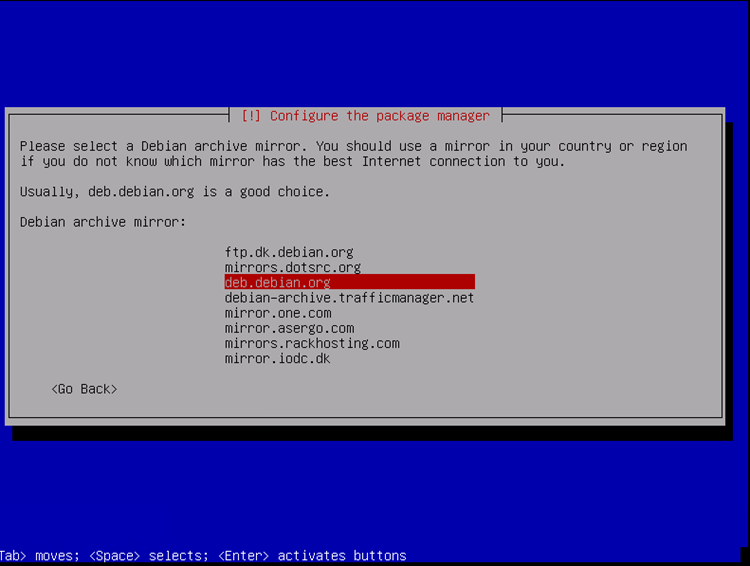 [!] Configure the package manager
Please select a Debian archive mirror. You should use a mirror in your country or region
if you do not know which mirror has the best Internet connection to you.
Usually, deb.debian.org is a good choice.
Debian archive mirror:
ftp.dk.debian.org
mirrors.dotsrc.org
deb.debian.org
debian-archive.trafficmanager.net
mirror.one.com
mirror.asergo.com
mirrors.rackhosting.com
mirror.iodc.dk
<Go Back>
Tab> moves; <Space> selects; <Enter> activates buttons